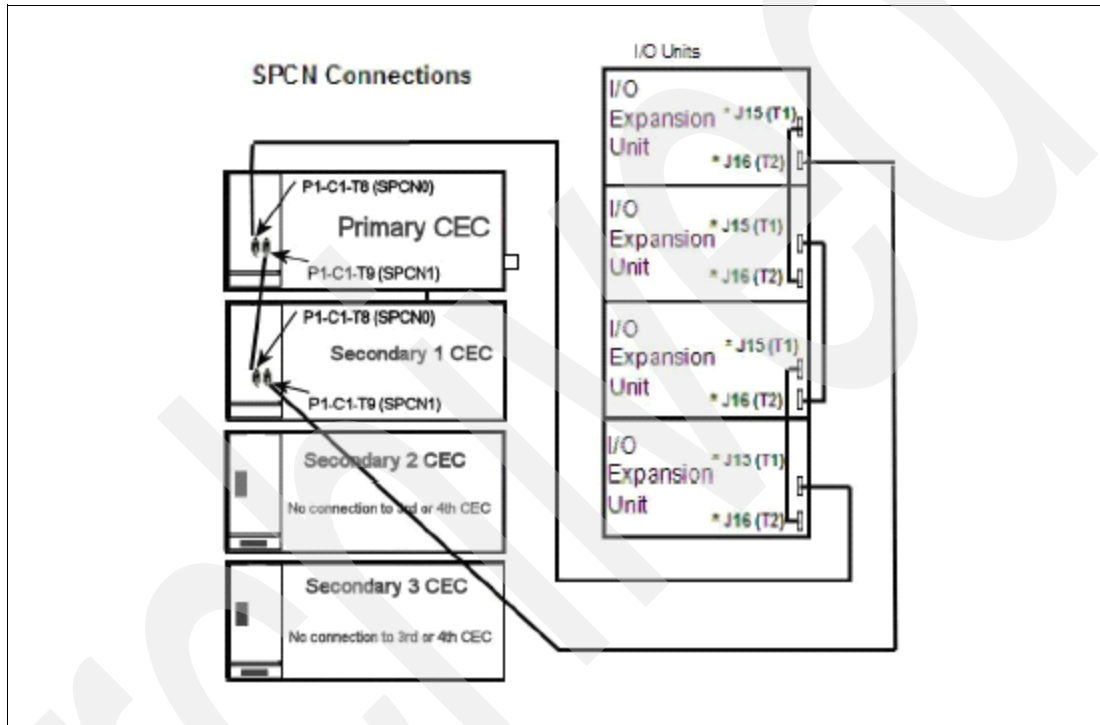 SPCN Connections
P1-C1-T8 (SPCN0)
Primary CEC
P1-C1-T9 (SPCN1)
P1-C1-T8 (SPCN0)
Secondary 1 CEC
P1-C1-T9 (SPCN1)
Secondary 2 CEC
No connection to 3rd or 4th CEC
Secondary 3 CEC
No connection to 3rd or 4th CEC
I/O Units
I/O
Expansion
Unit
* J15 (T1)
* J16 (T2)
I/O
Expansion
Unit
* J15 (T1)
* J16 (T2)
I/O
Expansion
Unit
* J15 (T1)
* J16 (T2)
I/O
Expansion
Unit
* J15 (T1)
* J16 (T2)